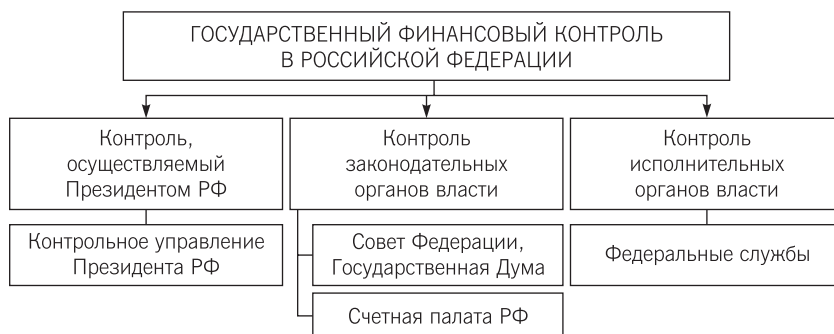 ГОСУДАРСТВЕННЫЙ ФИНАНСОВЫЙ КОНТРОЛЬ
В РОССИЙСКОЙ ФЕДЕРАЦИИ
Контроль,
осуществляемый
Президентом РФ
Контроль
законодательных
органов власти
Контроль
исполнительных
органов власти
Контрольное управление
Президента РФ
Совет Федерации,
Государственная Дума
Федеральные службы
Счетная палата РФ